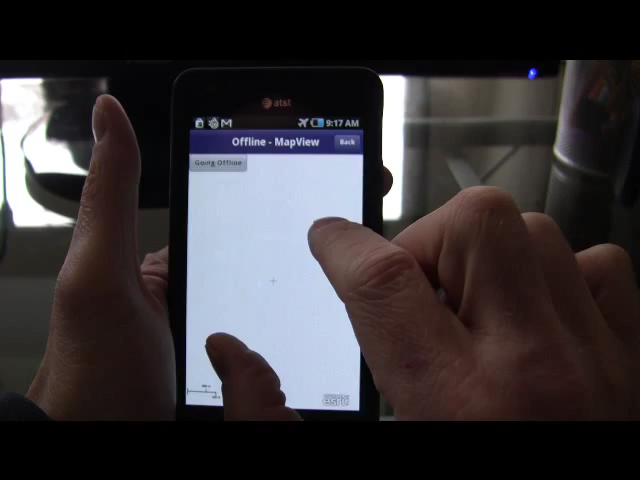 at&t
9:17 AM
Offline - MapView
Back
Going Offline
esri